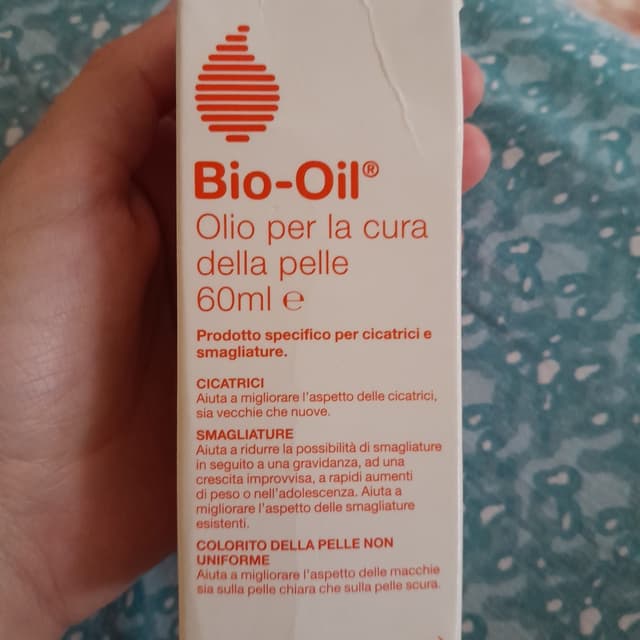 Bio-Oil®
Olio per la cura
della pelle
60ml ℮
Prodotto specifico per cicatrici e
smagliature.
CICATRICI
Aiuta a migliorare l'aspetto delle cicatrici,
sia vecchie che nuove.
SMAGLIATURE
Aiuta a ridurre la possibilità di smagliature
in seguito a una gravidanza, ad una
crescita improvvisa, a rapidi aumenti
di peso o nell'adolescenza. Aiuta a
migliorare l'aspetto delle smagliature
esistenti.
COLORITO DELLA PELLE NON
UNIFORME
Aiuta a migliorare l'aspetto delle macchie
sia sulla pelle chiara che sulla pelle scura.